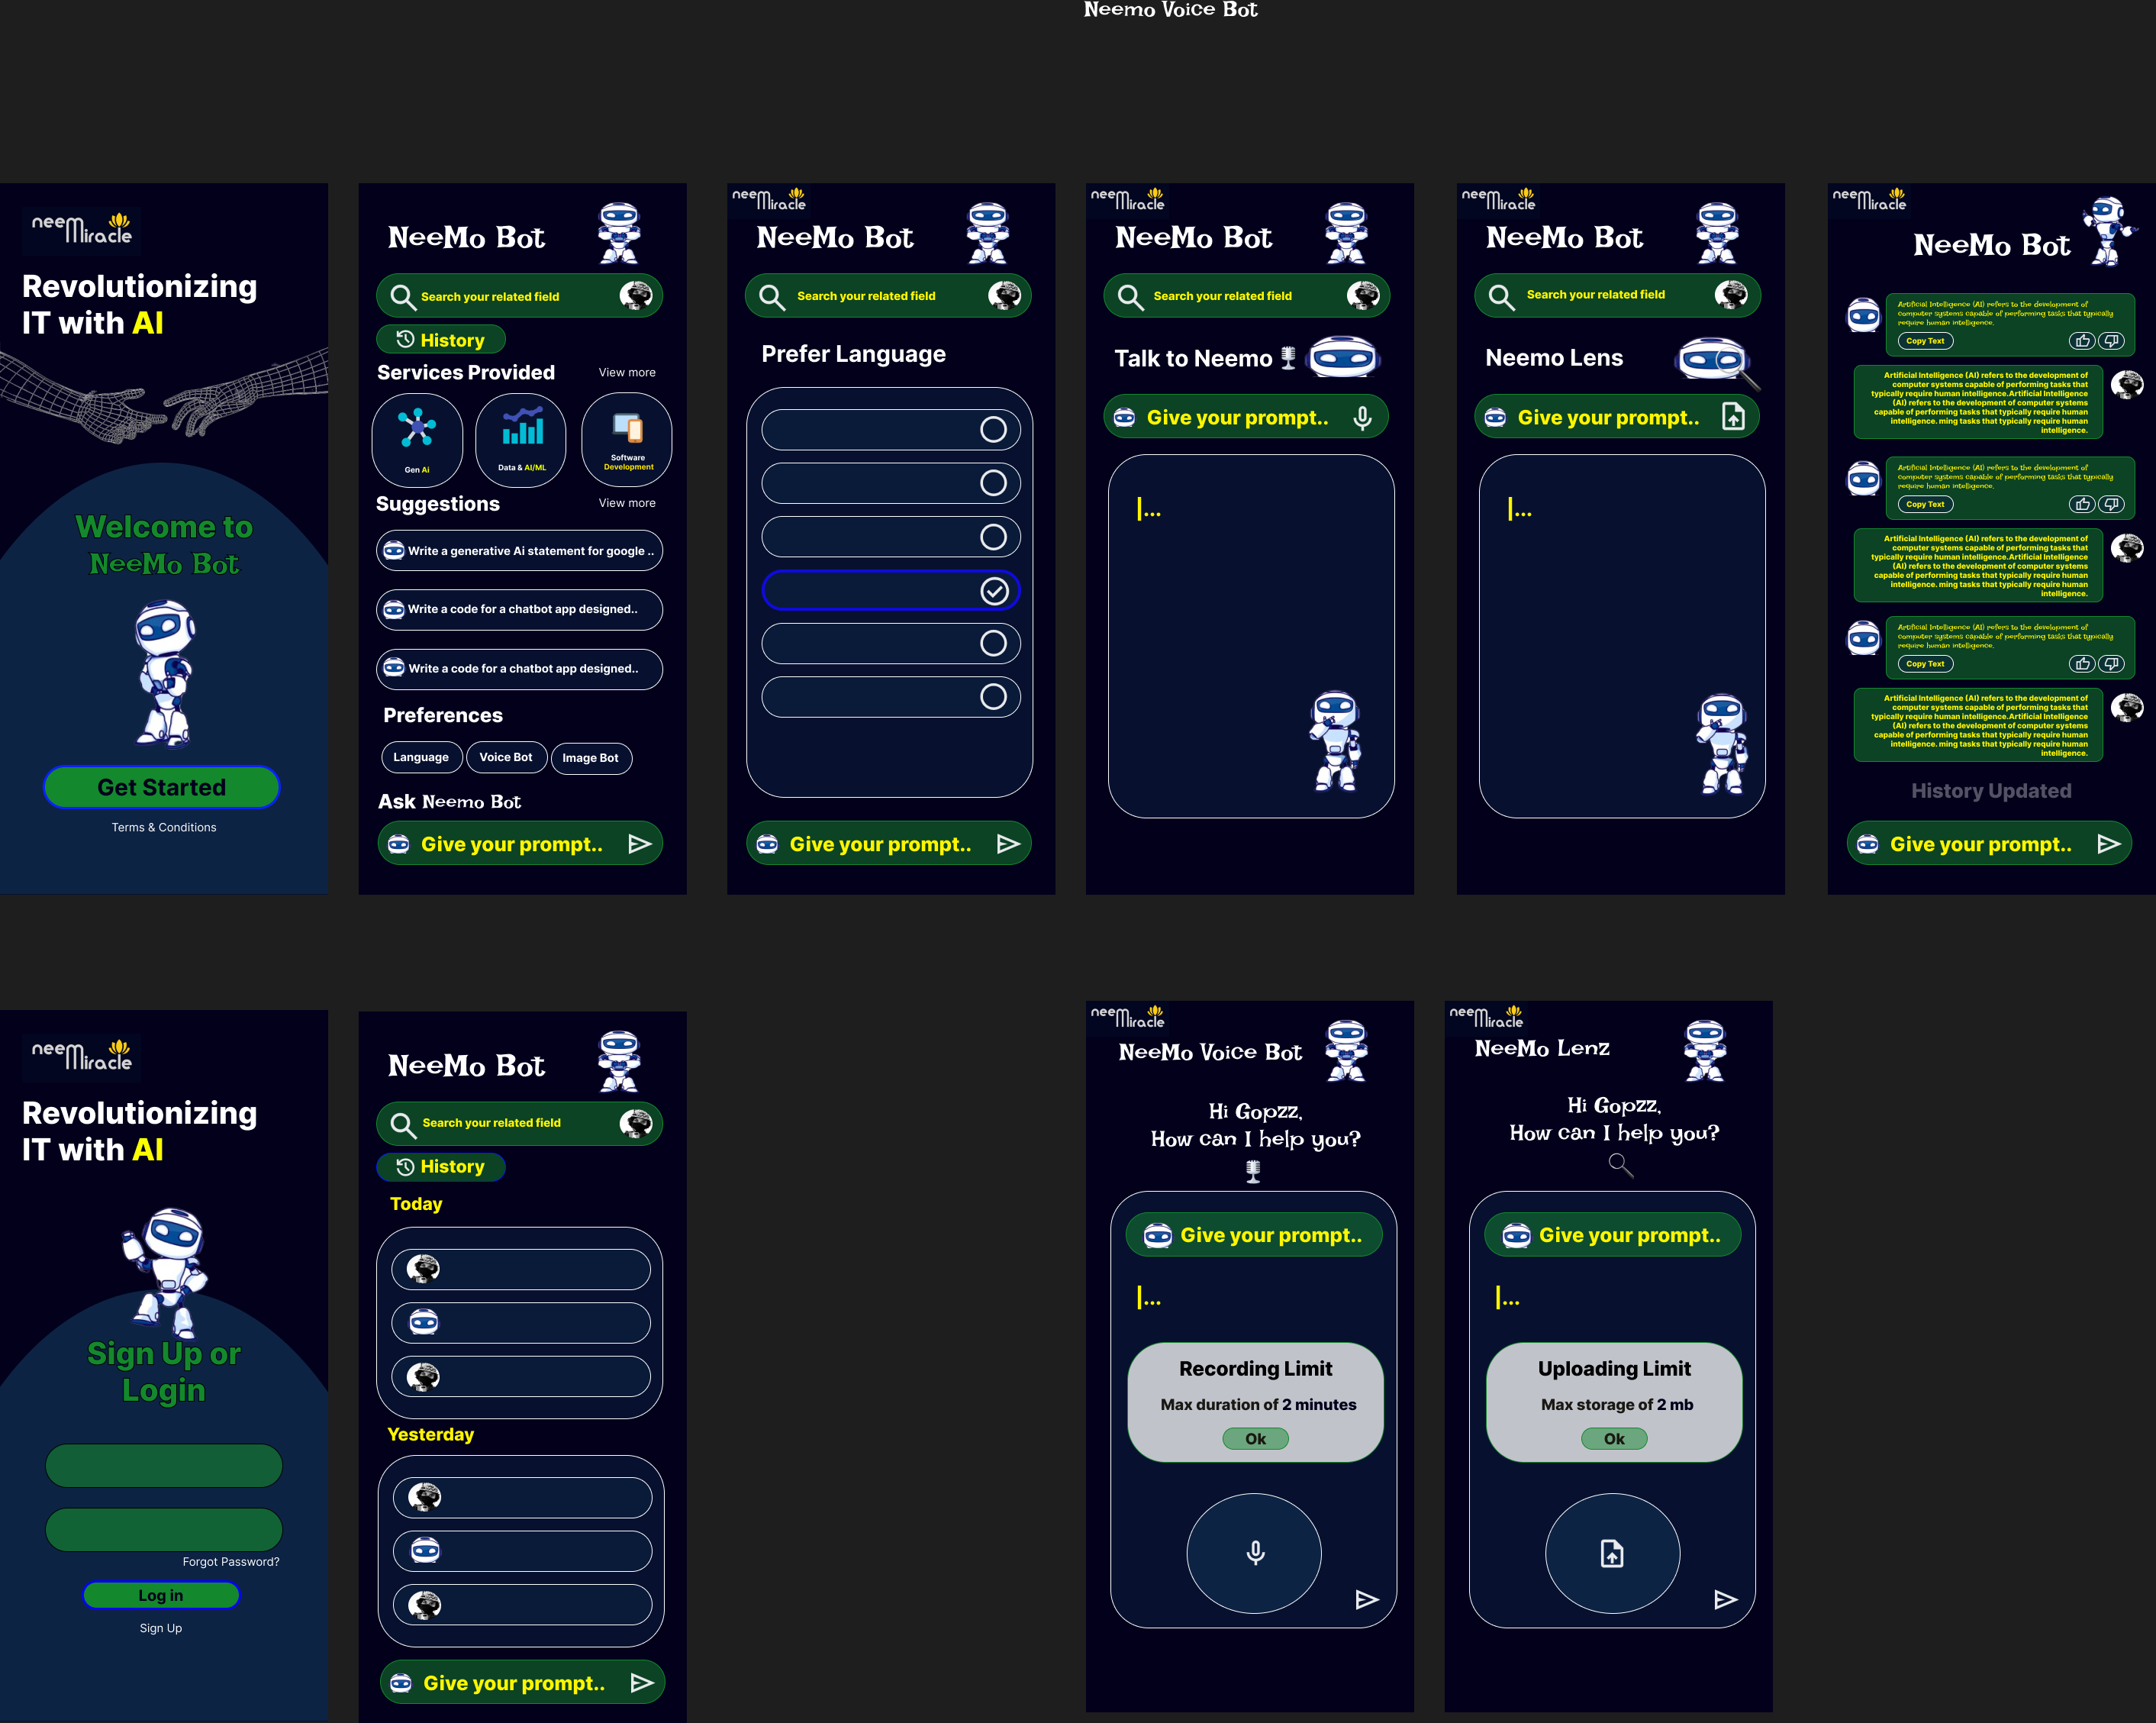 Neemo Voice Bot
neeMiracle
Revolutionizing
IT with AI
Welcome to
NeeMo Bot
Get Started
Terms & Conditions
NeeMo Bot
Search your related field
History
Services Provided
View more
Gen Ai
Data & AI/ML
Software
Development
Suggestions
View more
Write a generative Ai statement for google ..
Write a code for a chatbot app designed..
Write a code for a chatbot app designed..
Preferences
Language
Voice Bot
Image Bot
Ask Neemo Bot
Give your prompt..
neeMiracle
NeeMo Bot
Search your related field
Prefer Language
Give your prompt..
neeMiracle
NeeMo Bot
Search your related field
Talk to Neemo
Give your prompt..
|...
neeMiracle
NeeMo Bot
Search your related field
Neemo Lens
Give your prompt..
|...
neeMiracle
NeeMo Bot
Artificial Intelligence (AI) refers to the development of
computer systems capable of performing tasks that typically
require human intelligence.
Copy Text
Artificial Intelligence (AI) refers to the development of
computer systems capable of performing tasks that
typically require human intelligence.Artificial Intelligence
(AI) refers to the development of computer systems
capable of performing tasks that typically require human
intelligence. ming tasks that typically require human
intelligence.
Artificial Intelligence (AI) refers to the development of
computer systems capable of performing tasks that typically
require human intelligence.
Copy Text
Artificial Intelligence (AI) refers to the development of
computer systems capable of performing tasks that
typically require human intelligence.Artificial Intelligence
(AI) refers to the development of computer systems
capable of performing tasks that typically require human
intelligence. ming tasks that typically require human
intelligence.
Artificial Intelligence (AI) refers to the development of
computer systems capable of performing tasks that typically
require human intelligence.
Copy Text
Artificial Intelligence (AI) refers to the development of
computer systems capable of performing tasks that
typically require human intelligence.Artificial Intelligence
(AI) refers to the development of computer systems
capable of performing tasks that typically require human
intelligence. ming tasks that typically require human
intelligence.
History Updated
Give your prompt..
neeMiracle
Revolutionizing
IT with AI
Sign Up or
Login
Forgot Password?
Log in
Sign Up
NeeMo Bot
Search your related field
History
Today
Yesterday
Give your prompt..
neeMiracle
NeeMo Voice Bot
Hi Gopzz,
How can I help you?
Give your prompt..
|...
Recording Limit
Max duration of 2 minutes
Ok
neeMiracle
NeeMo Lenz
Hi Gopzz,
How can I help you?
Give your prompt..
|...
Uploading Limit
Max storage of 2 mb
Ok